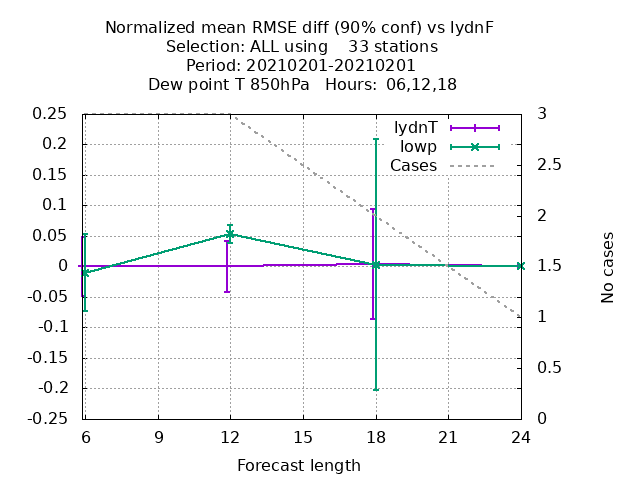 Normalized mean RMSE diff (90% conf) vs lydnF
Selection: ALL using    33 stations
Period: 20210201-20210201
Dew point T 850hPa   Hours: 06,12,18
lydnT
lowp
Cases
0.25
0.2
0.15
0.1
0.05
0
-0.05
-0.1
-0.15
-0.2
-0.25
3
2.5
2
1.5
1
0.5
0
No cases
6 9 12 15 18 21 24
Forecast length